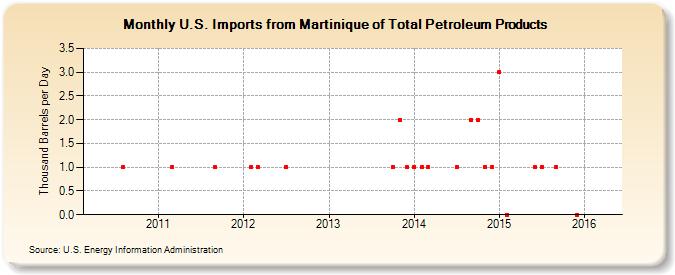 Monthly U.S. Imports from Martinique of Total Petroleum Products
Thousand Barrels per Day
3.5
3.0
2.5
2.0
1.5
1.0
0.5
0.0
2011 2012 2013 2014 2015 2016
Source: U.S. Energy Information Administration